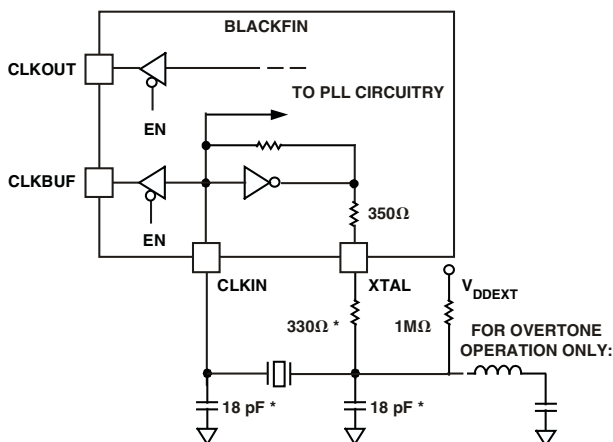 BLACKFIN
CLKOUT
TO PLL CIRCUITRY
EN
CLKBUF
EN
350Ω
CLKIN
XTAL
VDDEXT
330Ω *
1MΩ
FOR OVERTONE
OPERATION ONLY:
18 pF *
18 pF *